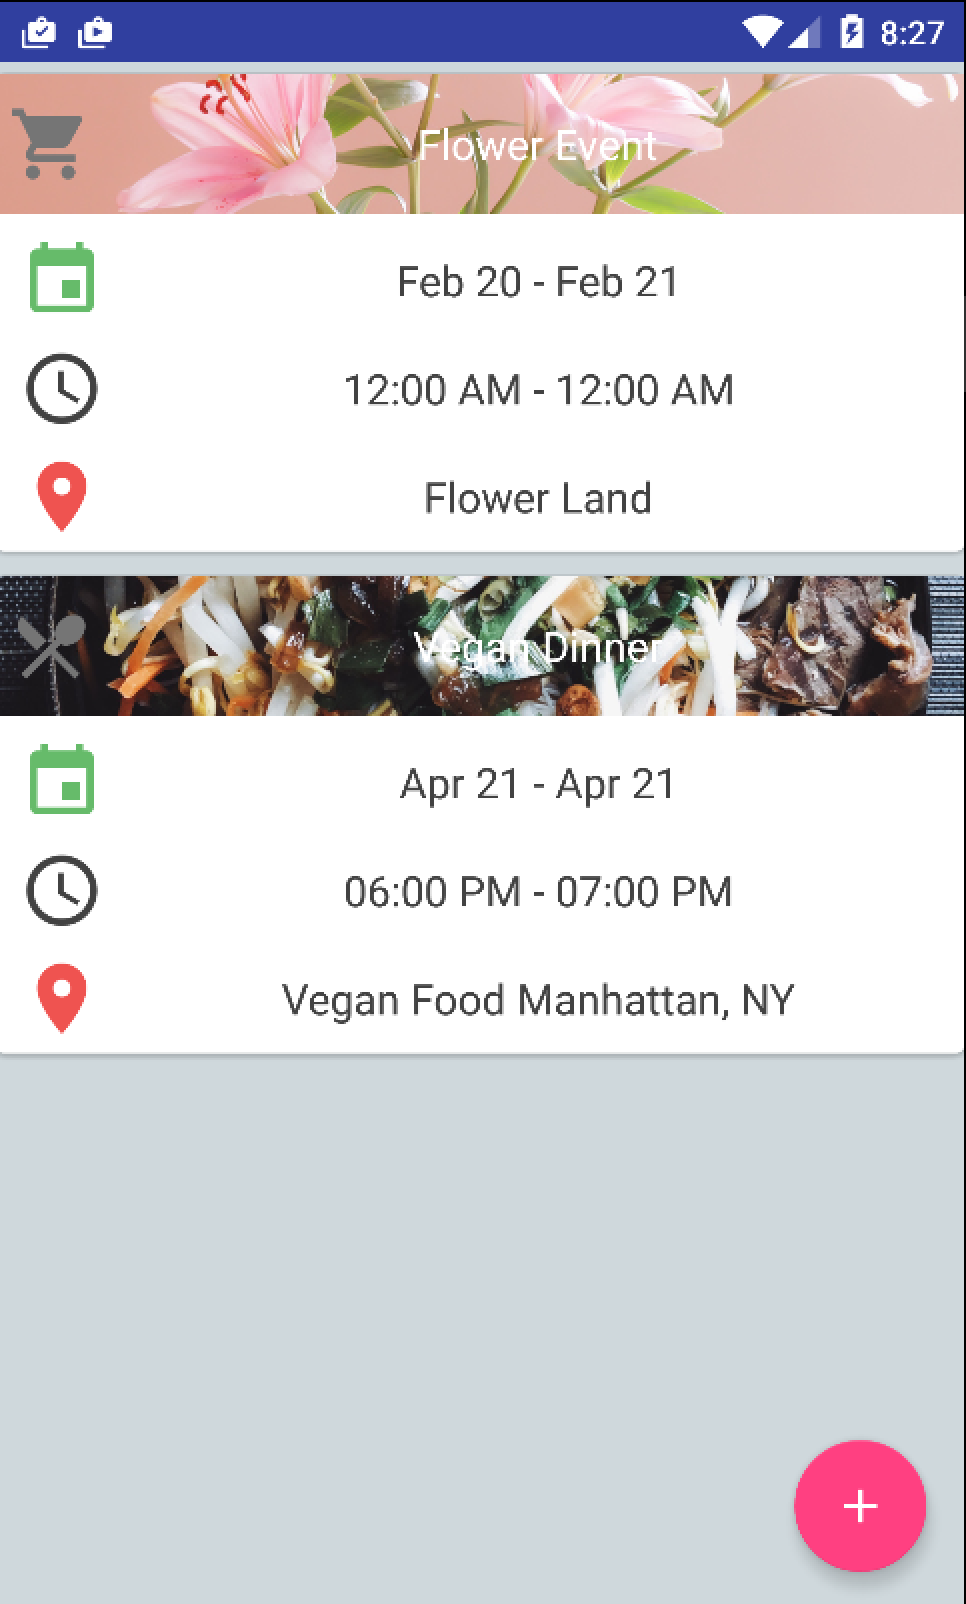 8:27
Flower Event
Feb 20 - Feb 21
12:00 AM - 12:00 AM
Flower Land
Vegan Dinner
Apr 21 - Apr 21
06:00 PM - 07:00 PM
Vegan Food Manhattan, NY